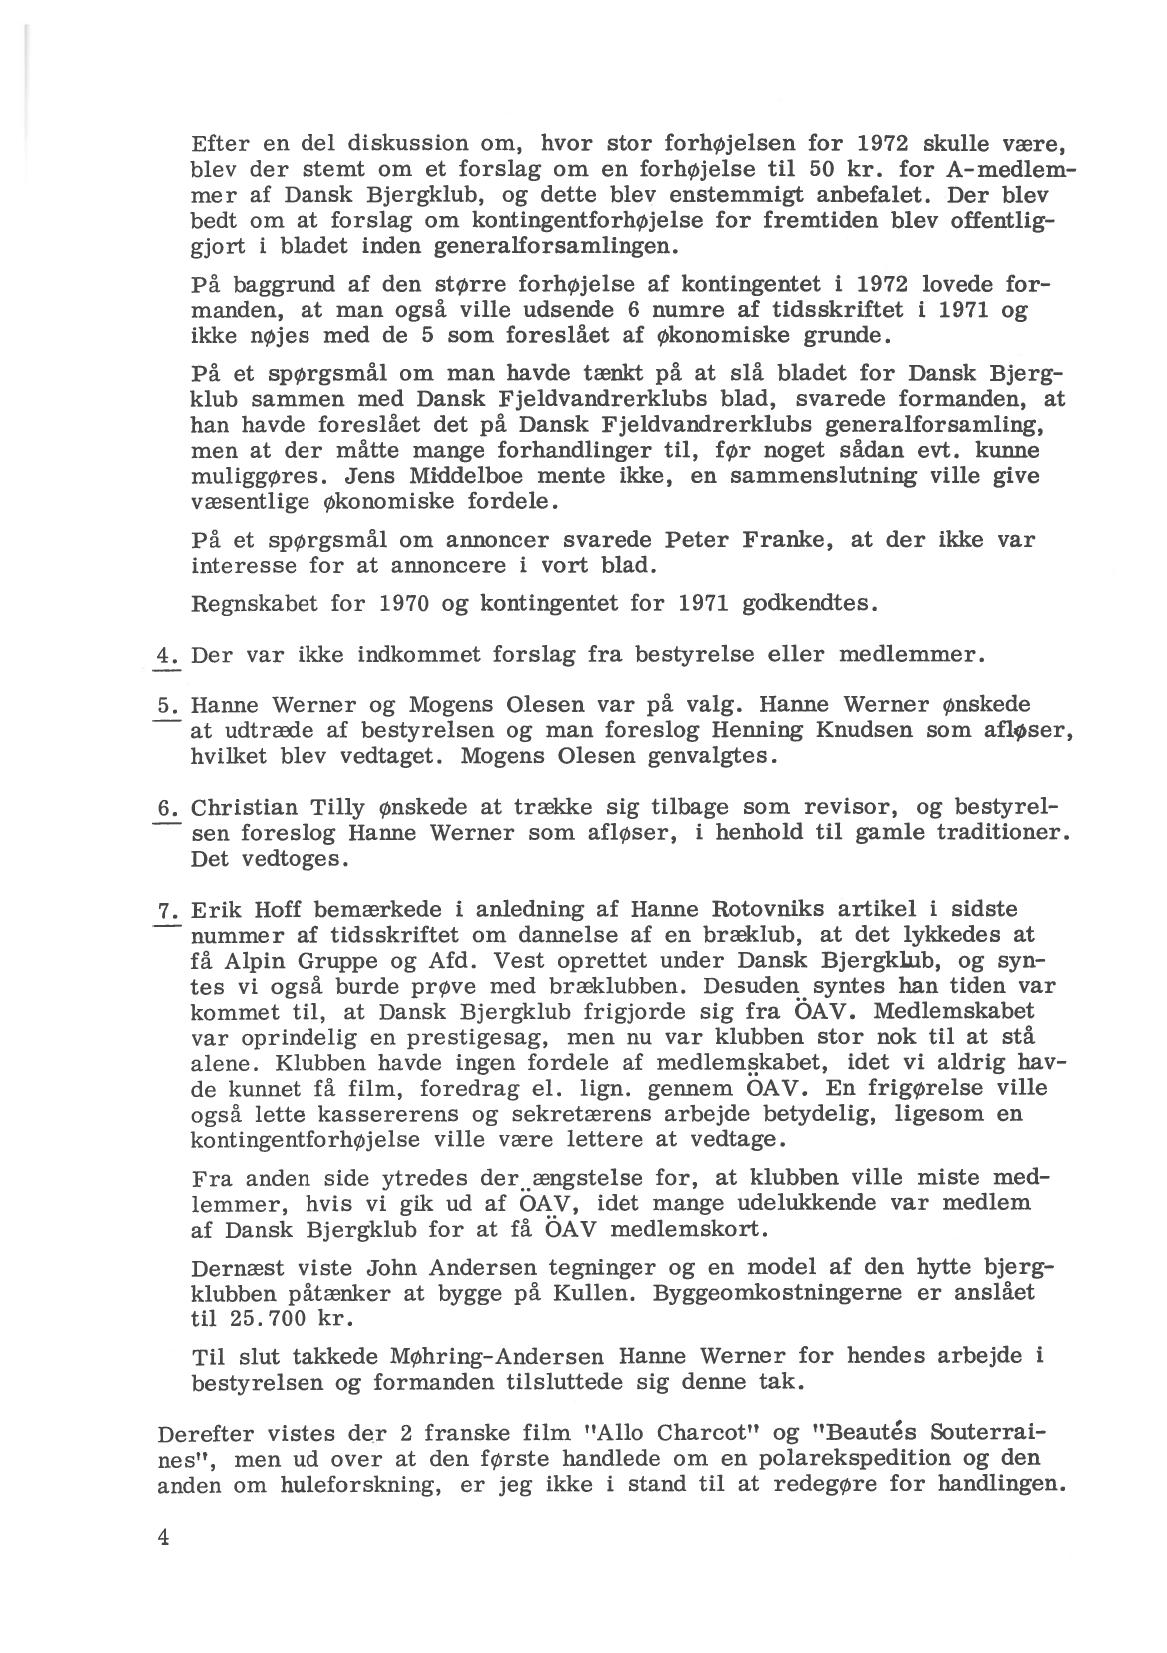 Efter en del diskussion om, hvor stor forhøjelsen for 1972 skulle være,
blev der stemt om et forslag om en forhøjelse til 50 kr. for A-medlem-
mer af Dansk Bjergklub, og dette blev enstemmigt anbefalet. Der blev
bedt om at forslag om kontingentforhøjelse for fremtiden blev offentlig-
gjort i bladet inden generalforsamlingen.
På baggrund af den større forhøjelse af kontingentet i 1972 lovede for-
manden, at man også ville udsende 6 numre af tidsskriftet i 1971 og
ikke nøjes med de 5 som foreslået af økonomiske grunde.
På et spørgsmål om man havde tænkt på at slå bladet for Dansk Bjerg-
klub sammen med Dansk Fjeldvandrerklubs blad, svarede formanden, at
han havde foreslået det på Dansk Fjeldvandrerklubs generalforsamling,
men at der måtte mange forhandlinger til, før noget sådan evt. kunne
muliggøres. Jens Middelboe mente ikke, en sammenslutning ville give
væsentlige økonomiske fordele.
På et spørgsmål om annoncer svarede Peter Franke, at der ikke var
interesse for at annoncere i vort blad.
Regnskabet for 1970 og kontingentet for 1971 godkendtes.
4. Der var ikke indkommet forslag fra bestyrelse eller medlemmer.
5. Hanne Werner og Mogens Olesen var på valg. Hanne Werner ønskede
at udtræde af bestyrelsen og man foreslog Henning Knudsen som afløser,
hvilket blev vedtaget. Mogens Olesen genvalgtes.
6. Christian Tilly ønskede at trække sig tilbage som revisor, og bestyrel-
sen foreslog Hanne Werner som afløser, i henhold til gamle traditioner.
Det vedtoges.
7. Erik Hoff bemærkede i anledning af Hanne Rotovniks artikel i sidste
nummer af tidsskriftet om dannelse af en bræklub, at det lykkedes at
få Alpin Gruppe og Afd. Vest oprettet under Dansk Bjergklub, og syn-
tes vi også burde prøve med bræklubben. Desuden syntes han tiden var
kommet til, at Dansk Bjergklub frigjorde sig fra ÖAV. Medlemskabet
var oprindelig en prestigesag, men nu var klubben stor nok til at stå
alene. Klubben havde ingen fordele af medlemskabet, idet vi aldrig hav-
de kunnet få film, foredrag el. lign. gennem ÖAV. En frigørelse ville
også lette kassererens og sekretærens arbejde betydelig, ligesom en
kontingentforhøjelse ville være lettere at vedtage.
Fra anden side ytredes der ængstelse for, at klubben ville miste med-
lemmer, hvis vi gik ud af ÖAV, idet mange udelukkende var medlem
af Dansk Bjergklub for at få ÖAV medlemskort.
Dernæst viste John Andersen tegninger og en model af den hytte bjerg-
klubben påtænker at bygge på Kullen. Byggeomkostningerne er anslået
til 25.700 kr.
Til slut takkede Møhring-Andersen Hanne Werner for hendes arbejde i
bestyrelsen og formanden tilsluttede sig denne tak.
Derefter vistes der 2 franske film "Allo Charcot" og "Beautés Souterrai-
nes", men ud over at den første handlede om en polarekspedition og den
anden om huleforskning, er jeg ikke i stand til at redegøre for handlingen.
4